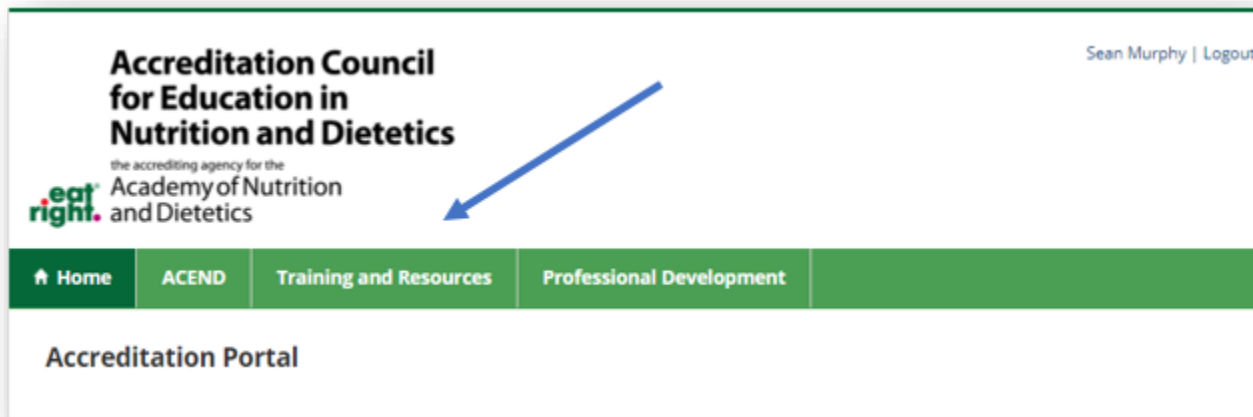 Accreditation Council
for Education in
Nutrition and Dietetics
the accrediting agency for the
eat right. Academy of Nutrition
and Dietetics
Sean Murphy | Logout
Home ACEND Training and Resources Professional Development
Accreditation Portal